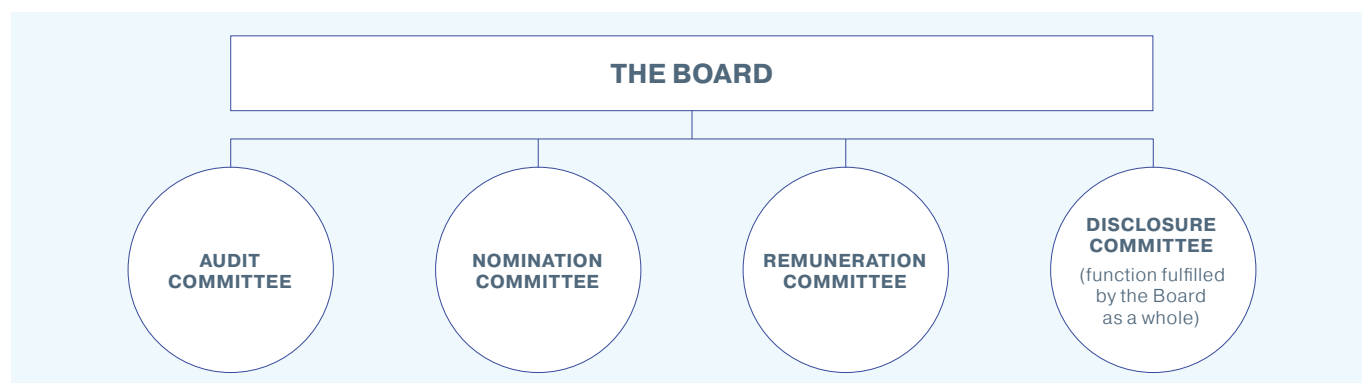 THE BOARD
AUDIT
COMMITTEE
NOMINATION
COMMITTEE
REMUNERATION
COMMITTEE
DISCLOSURE
COMMITTEE
(function fulfilled
by the Board
as a whole)